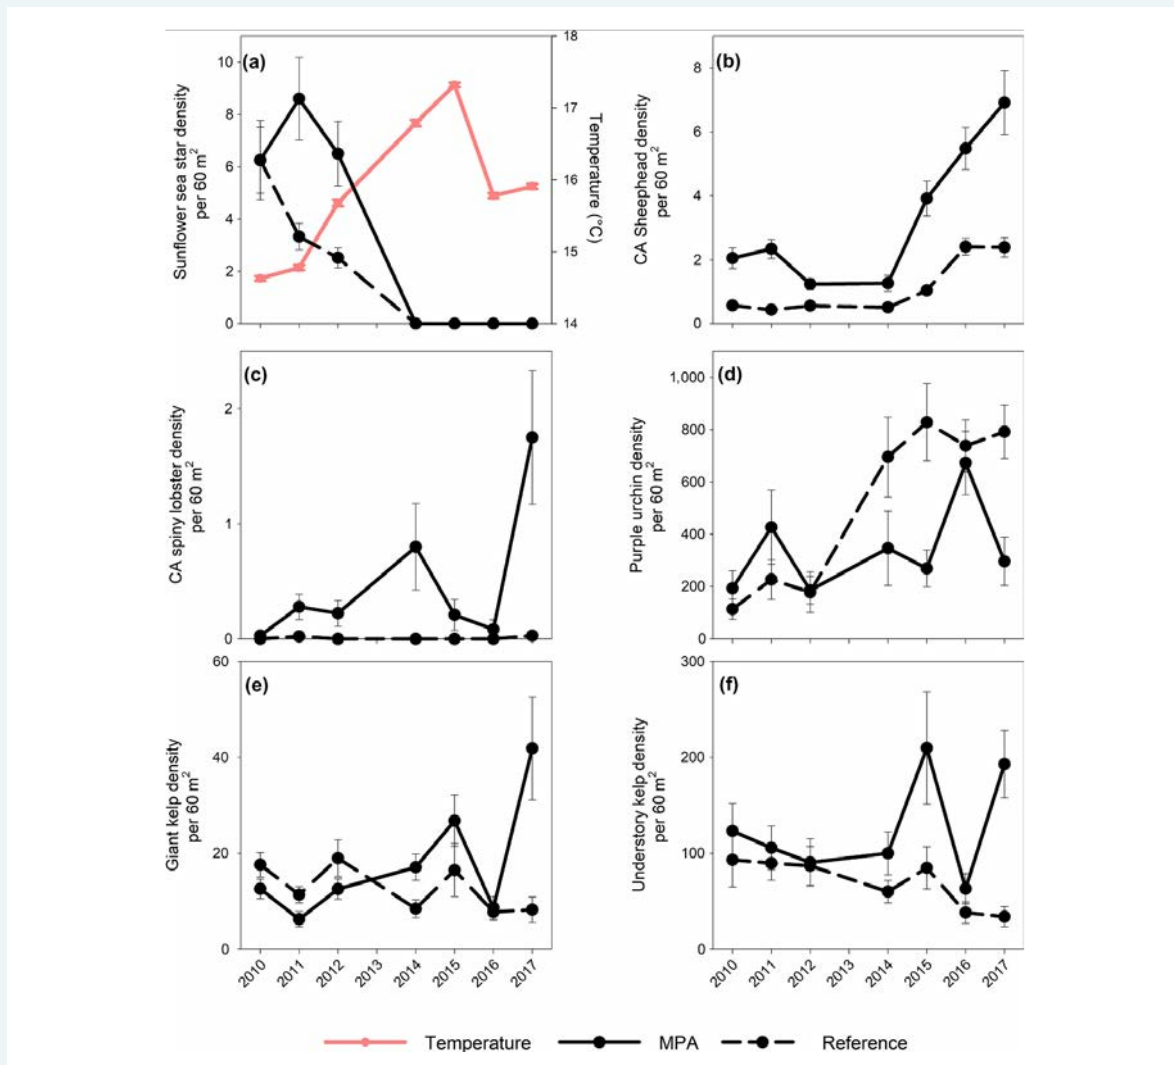 (a)
Sunflower sea star density
per 60 m²
10
8
6
4
2
0
18
17
16
15
14
Temperature (°C)
(b)
CA Sheephead density
per 60 m²
8
6
4
2
0
(c)
CA spiny lobster density
per 60 m²
2
1
0
(d)
Purple urchin density
per 60 m²
1,000
800
600
400
200
0
(e)
Giant kelp density
per 60 m²
60
40
20
0
2010 2011 2012 2013 2014 2015 2016 2017
(f)
Understory kelp density
per 60 m²
300
200
100
0
2010 2011 2012 2013 2014 2015 2016 2017
Temperature MPA Reference